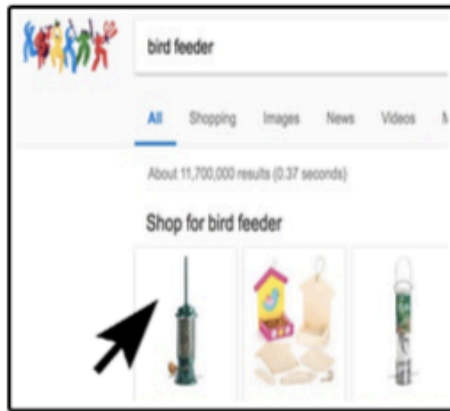 bird feeder
All Shopping Images News Videos
About 11,700,000 results (0.37 seconds)
Shop for bird feeder